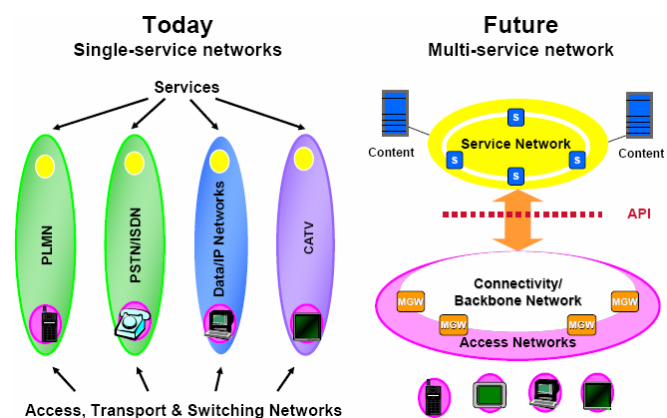 Today
Single-service networks
Services
PLMN
PSTN/ISDN
Data/IP Networks
CATV
Access, Transport & Switching Networks
Future
Multi-service network
S
Service Network
S
S
S
Content
Content
API
Connectivity/
Backbone Network
MGW
MGW
MGW
MGW
Access Networks